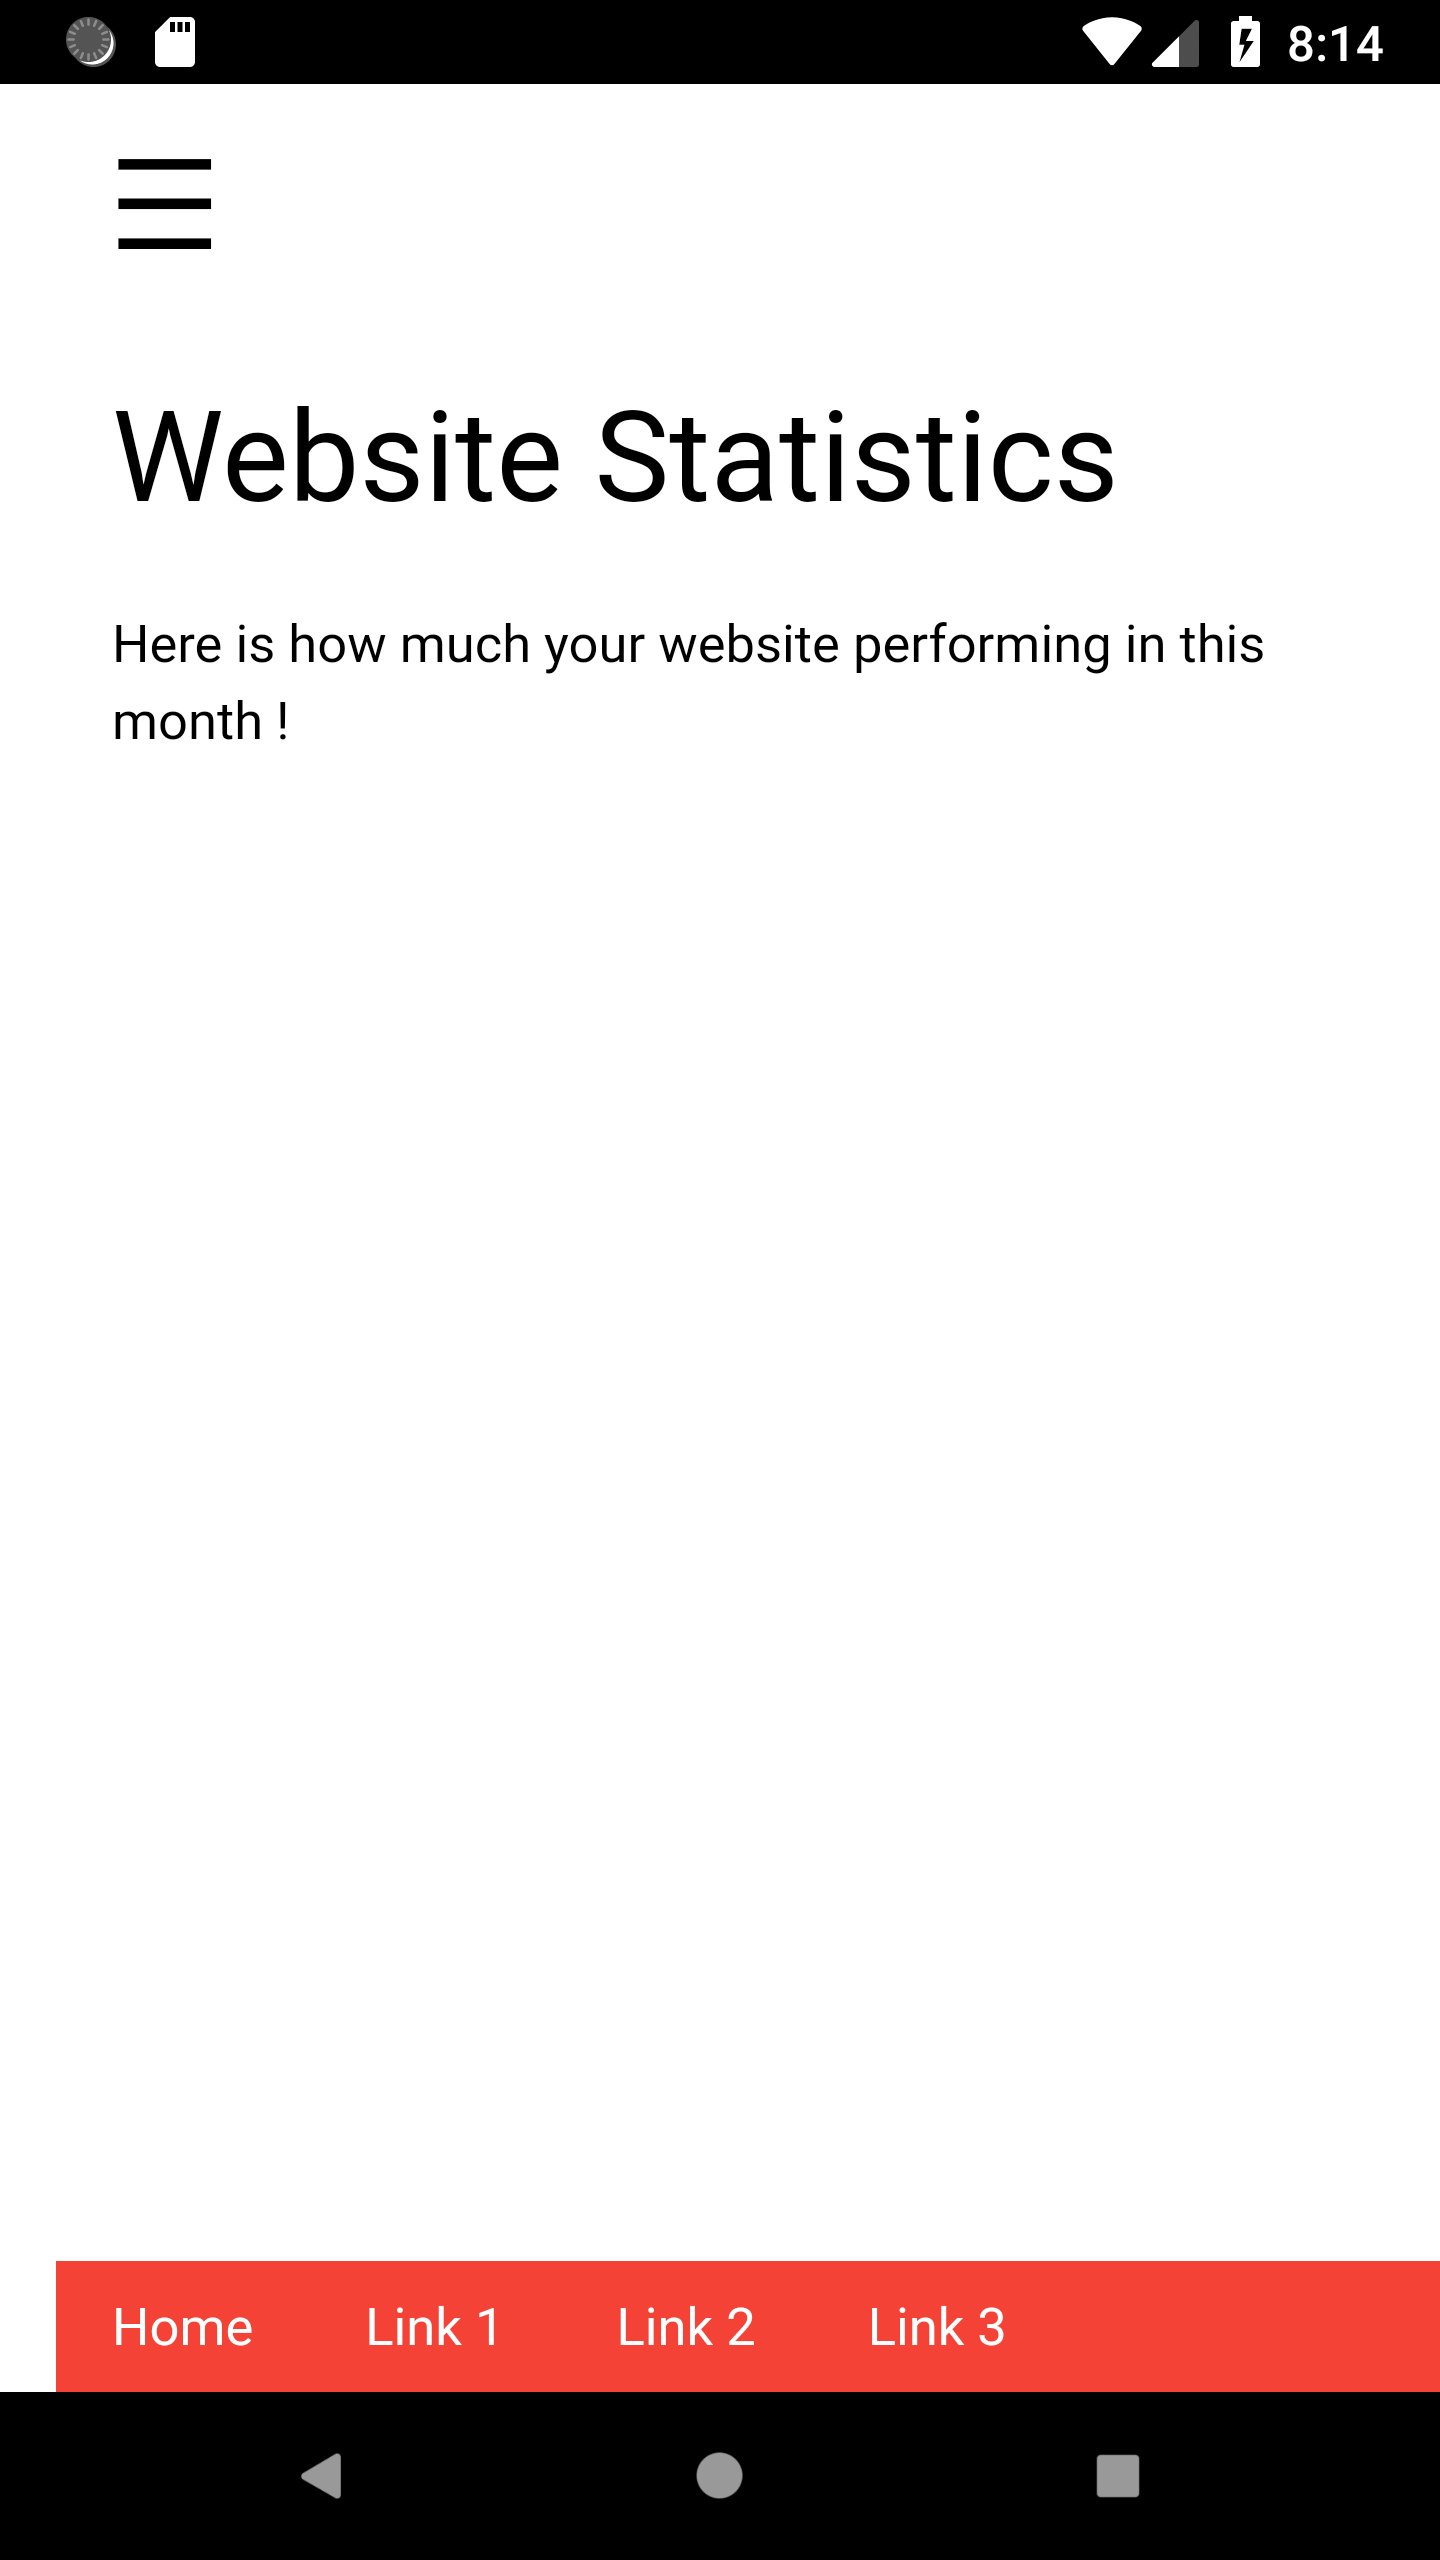 8:14
Website Statistics
Here is how much your website performing in this
month !
Home Link 1 Link 2 Link 3